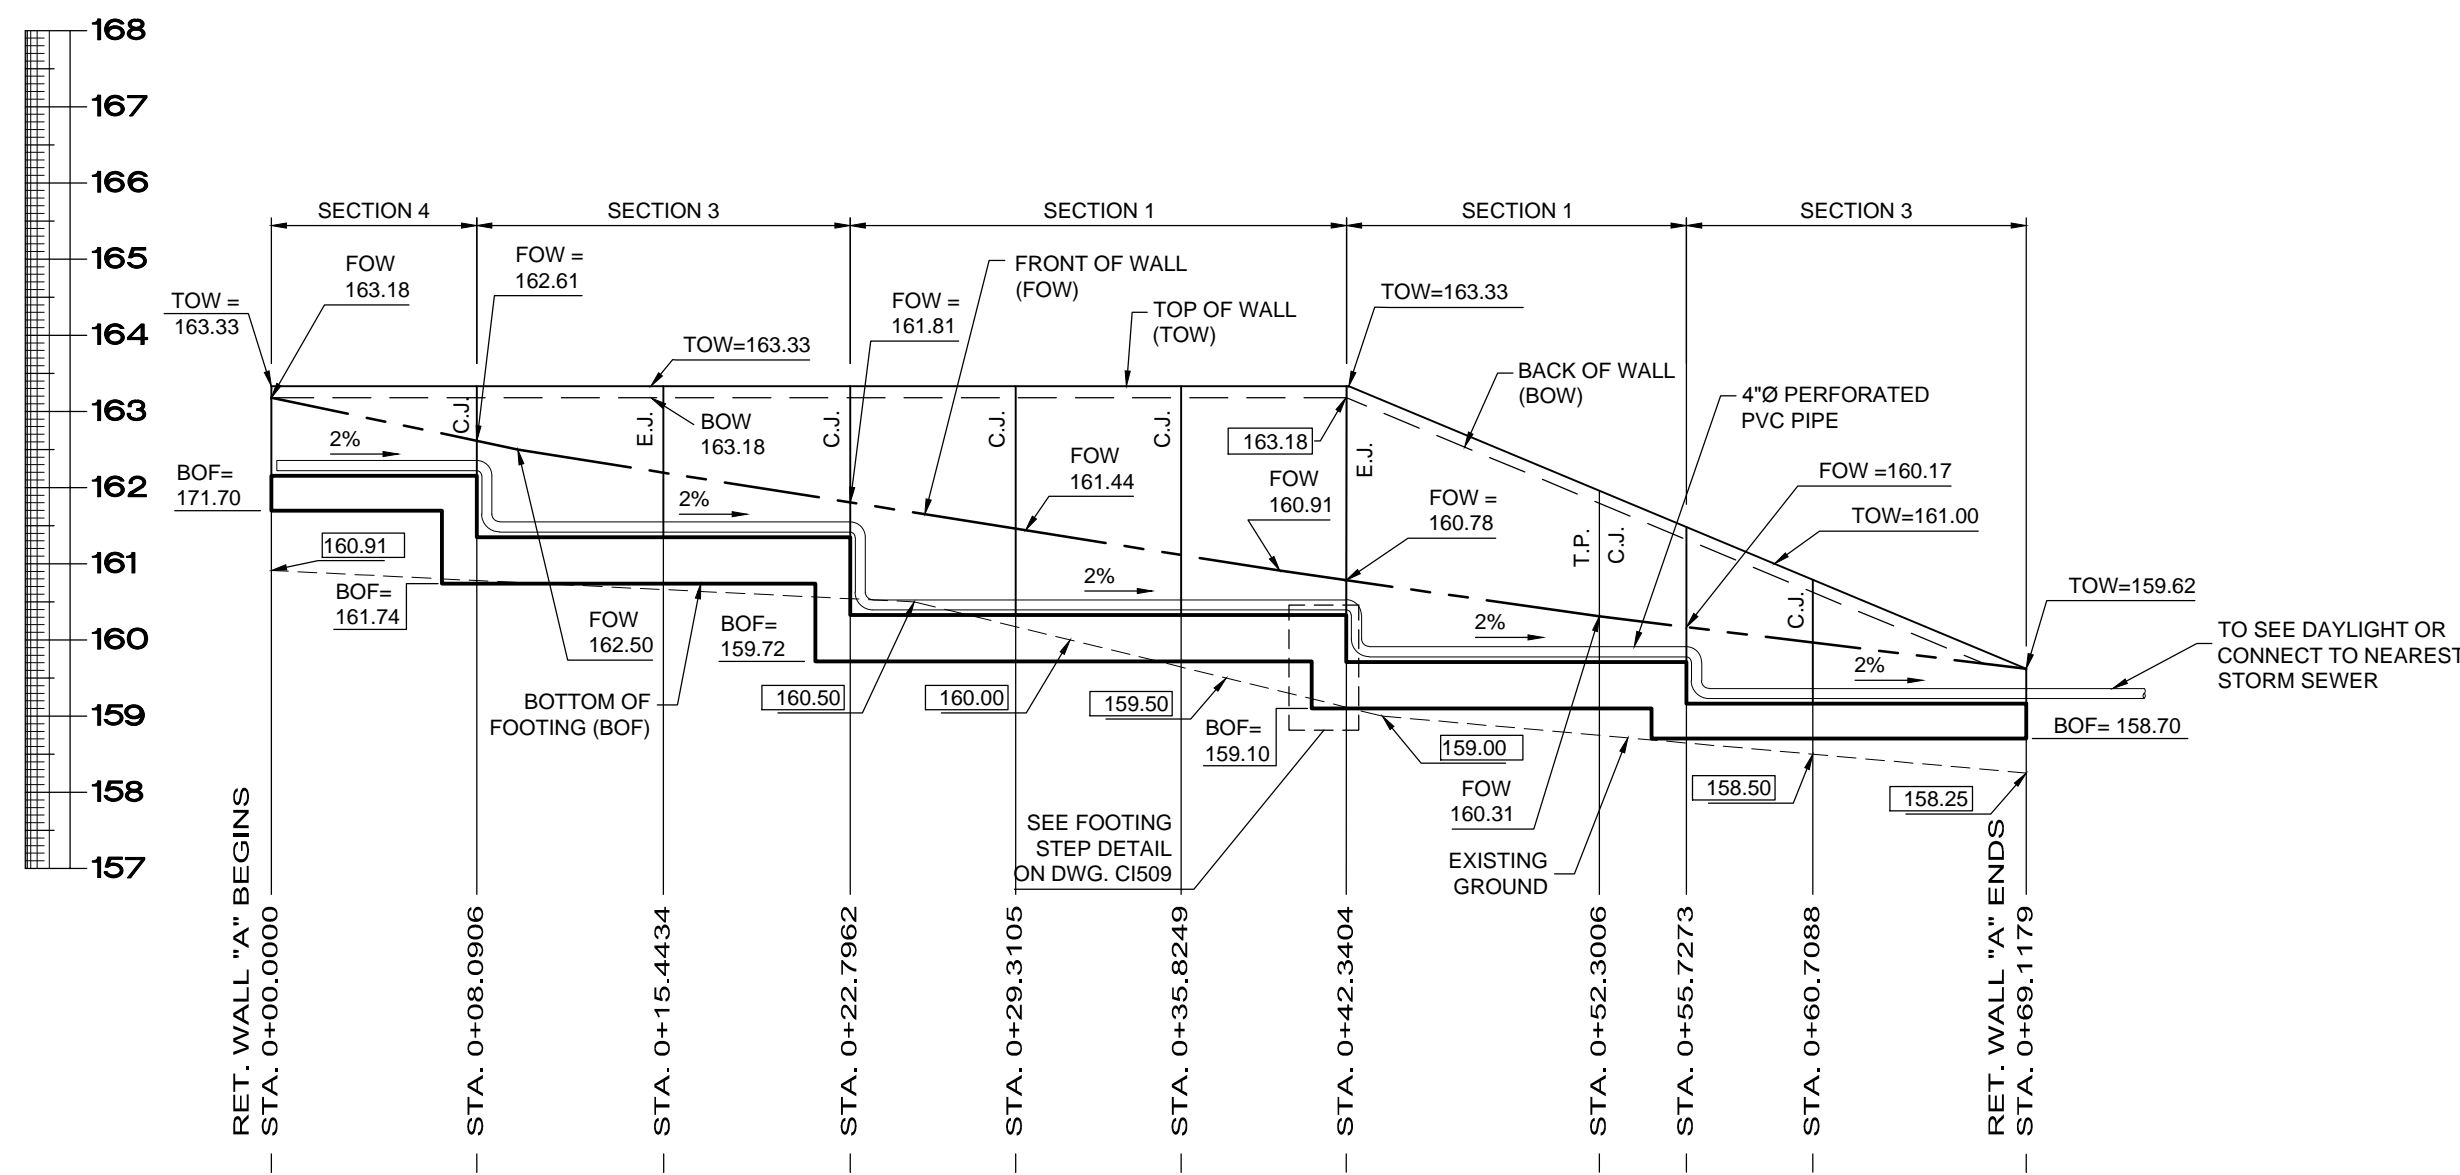 168
167
166
165
164
163
162
161
160
159
158
157
SECTION 4
SECTION 3
SECTION 1
SECTION 1
SECTION 3
TOW =
163.33
FOW
163.18
FOW =
162.61
TOW=163.33
FOW =
161.81
FRONT OF WALL
(FOW)
TOP OF WALL
(TOW)
TOW=163.33
BACK OF WALL
(BOW)
4"Ø PERFORATED
PVC PIPE
C.J.
E.J.
BOW
163.18
C.J.
C.J.
C.J.
163.18
E.J.
2%
BOF=
171.70
2%
FOW
161.44
FOW
160.91
FOW =
160.78
FOW =160.17
TOW=161.00
T.P.
C.J.
160.91
BOF=
161.74
FOW
162.50
2%
BOF=
159.72
2%
C.J.
TOW=159.62
2%
TO SEE DAYLIGHT OR
CONNECT TO NEAREST
STORM SEWER
BOTTOM OF
FOOTING (BOF)
160.50
160.00
159.50
BOF=
159.10
159.00
BOF= 158.70
158.50
158.25
FOW
160.31
SEE FOOTING
STEP DETAIL
ON DWG. CI509
EXISTING
GROUND
RET. WALL "A" BEGINS
STA. 0+00.0000
STA. 0+08.0906
STA. 0+15.4434
STA. 0+22.7962
STA. 0+29.3105
STA. 0+35.8249
STA. 0+42.3404
STA. 0+52.3006
STA. 0+55.7273
STA. 0+60.7088
RET. WALL "A" ENDS
STA. 0+69.1179